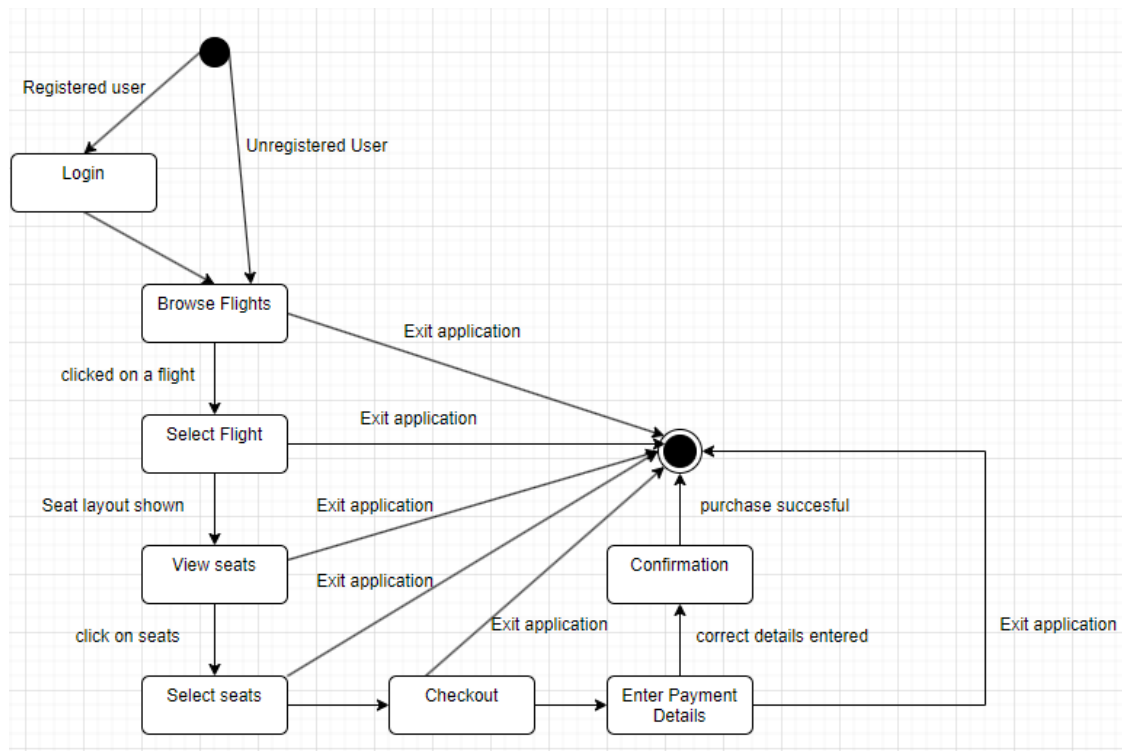 Registered user
Unregistered User
Login
Browse Flights
Exit application
clicked on a flight
Select Flight
Exit application
Seat layout shown
Exit application
purchase succesful
View seats
Confirmation
Exit application
click on seats
Exit application
correct details entered
Exit application
Select seats
Checkout
Enter Payment
Details